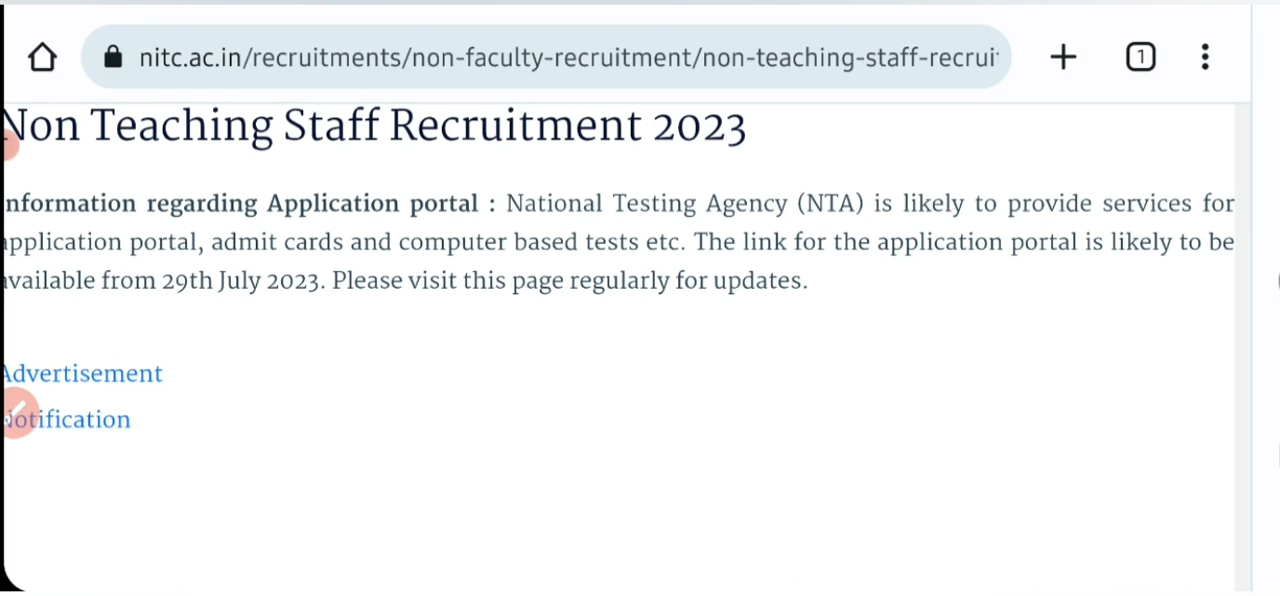 nitc.ac.in/recruitments/non-faculty-recruitment/non-teaching-staff-recrui
1
Non Teaching Staff Recruitment 2023
nformation regarding Application portal : National Testing Agency (NTA) is likely to provide services for
application portal, admit cards and computer based tests etc. The link for the application portal is likely to be
available from 29th July 2023. Please visit this page regularly for updates.
Advertisement
Notification